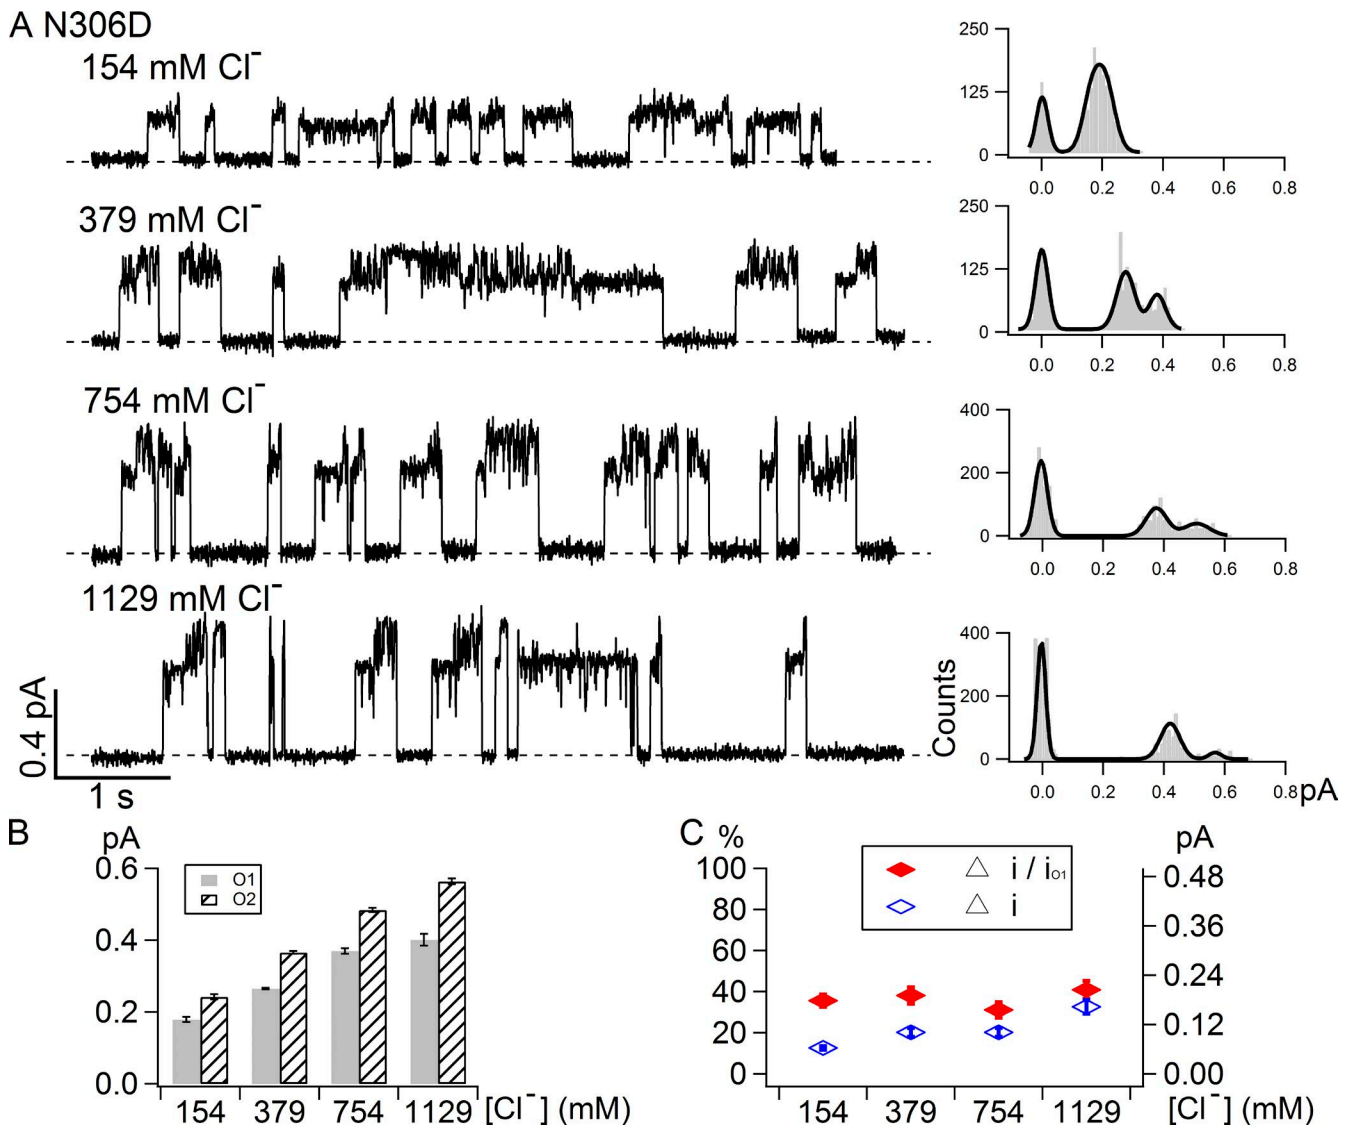 A N306D
154 mM Cl⁻
250
125
0
0.0 0.2 0.4 0.6 0.8
379 mM Cl⁻
250
125
0
0.0 0.2 0.4 0.6 0.8
754 mM Cl⁻
400
200
0
0.0 0.2 0.4 0.6 0.8
1129 mM Cl⁻
400
200
0
Counts
0.0 0.2 0.4 0.6 0.8 pA
0.4 pA
1 s
B
pA
0.6
0.4
0.2
0.0
O1
O2
154 379 754 1129 [Cl⁻] (mM)
C
%
100
80
60
40
20
0
△ i / iO1
△ i
pA
0.48
0.36
0.24
0.12
0.00
154 379 754 1129 [Cl⁻] (mM)